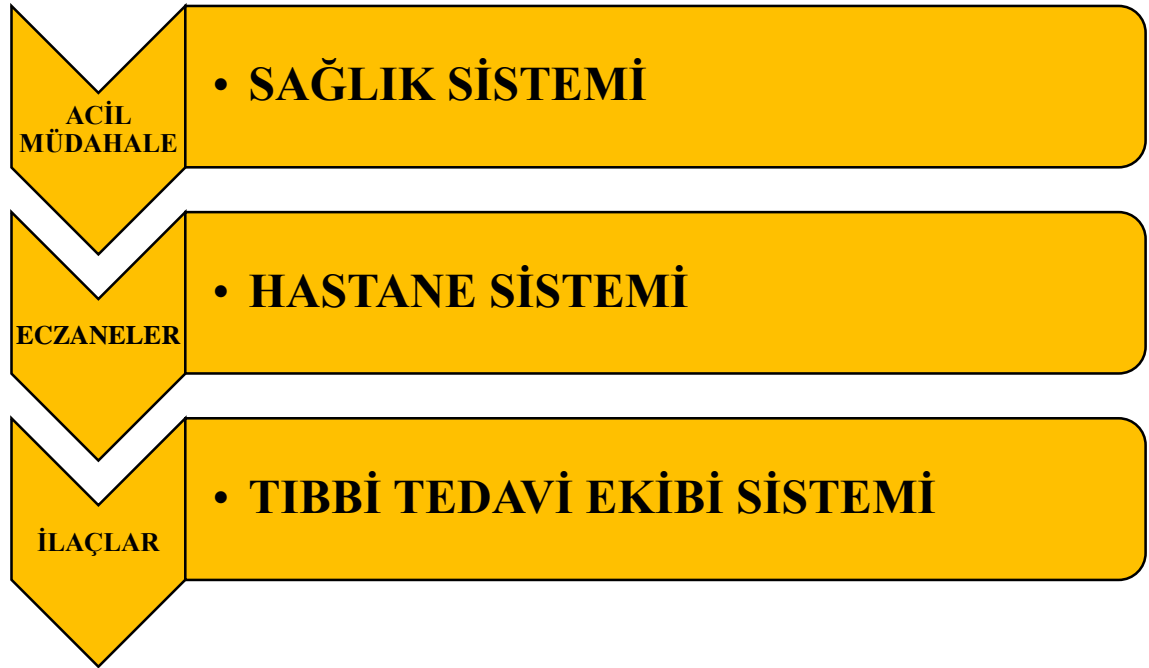 ACİL
MÜDAHALE
• SAĞLIK SİSTEMİ
ECZANELER
• HASTANE SİSTEMİ
İLAÇLAR
• TIBBİ TEDAVİ EKİBİ SİSTEMİ